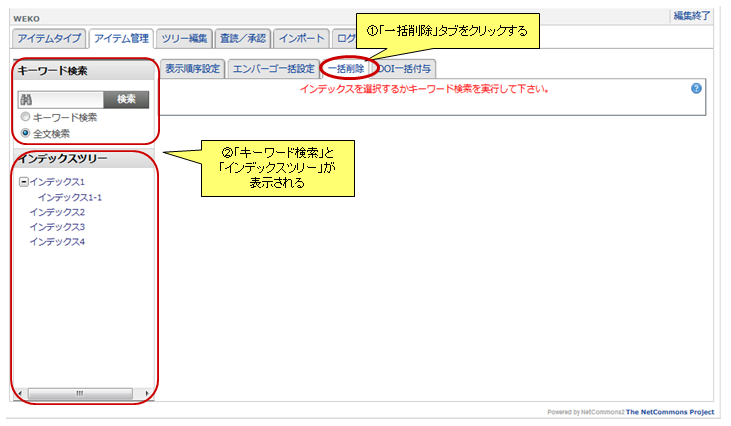 WEKO
編集終了
アイテムタイプ アイテム管理 ツリー編集 査読／承認 インポート ログ
①「一括削除」タブをクリックする
キーワード検索
検索
キーワード検索
全文検索
表示順序設定 エンバーゴ一括設定 一括削除 DOI一括付与
インデックスを選択するかキーワード検索を実行して下さい。
?
②「キーワード検索」と
「インデックスツリー」が
表示される
インデックスツリー
インデックス1
インデックス1-1
インデックス2
インデックス3
インデックス4
Powered by NetCommons2 The NetCommons Project